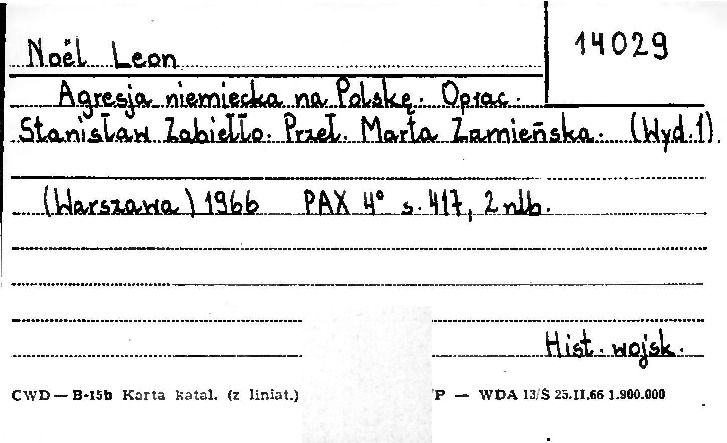 Noël Leon
14029
Agresja niemiecka na Polskę. Oprac.
Stanisław Zabiełło. Przeł. Marta Zamieńska. (Wyd.1).
(Warszawa) 1966 PAX 4° s. 417, 2 nlb.
Hist. wojsk.
CWD—B-15b Karta katal. (z liniat.)
P — WDA 13/S 25.II.66 1.900.000